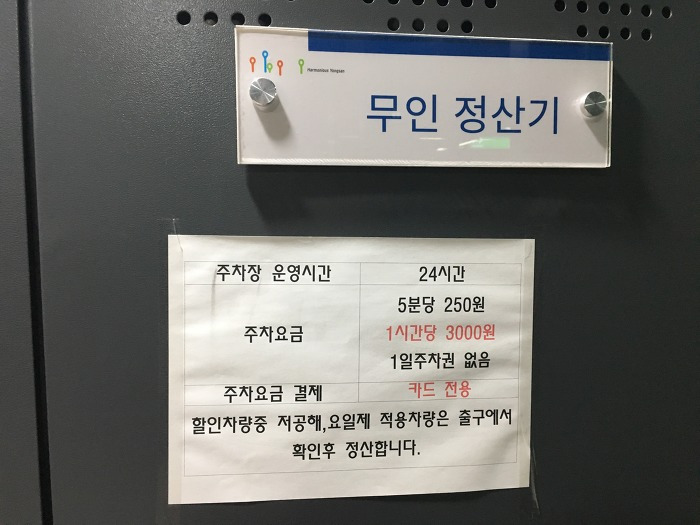 Harmonious Yongsan
무인 정산기
주차장 운영시간 24시간
주차요금
5분당 250원
1시간당 3000원
1일주차권 없음
주차요금 결제 카드 전용
할인차량중 저공해,요일제 적용차량은 출구에서
확인후 정산합니다.